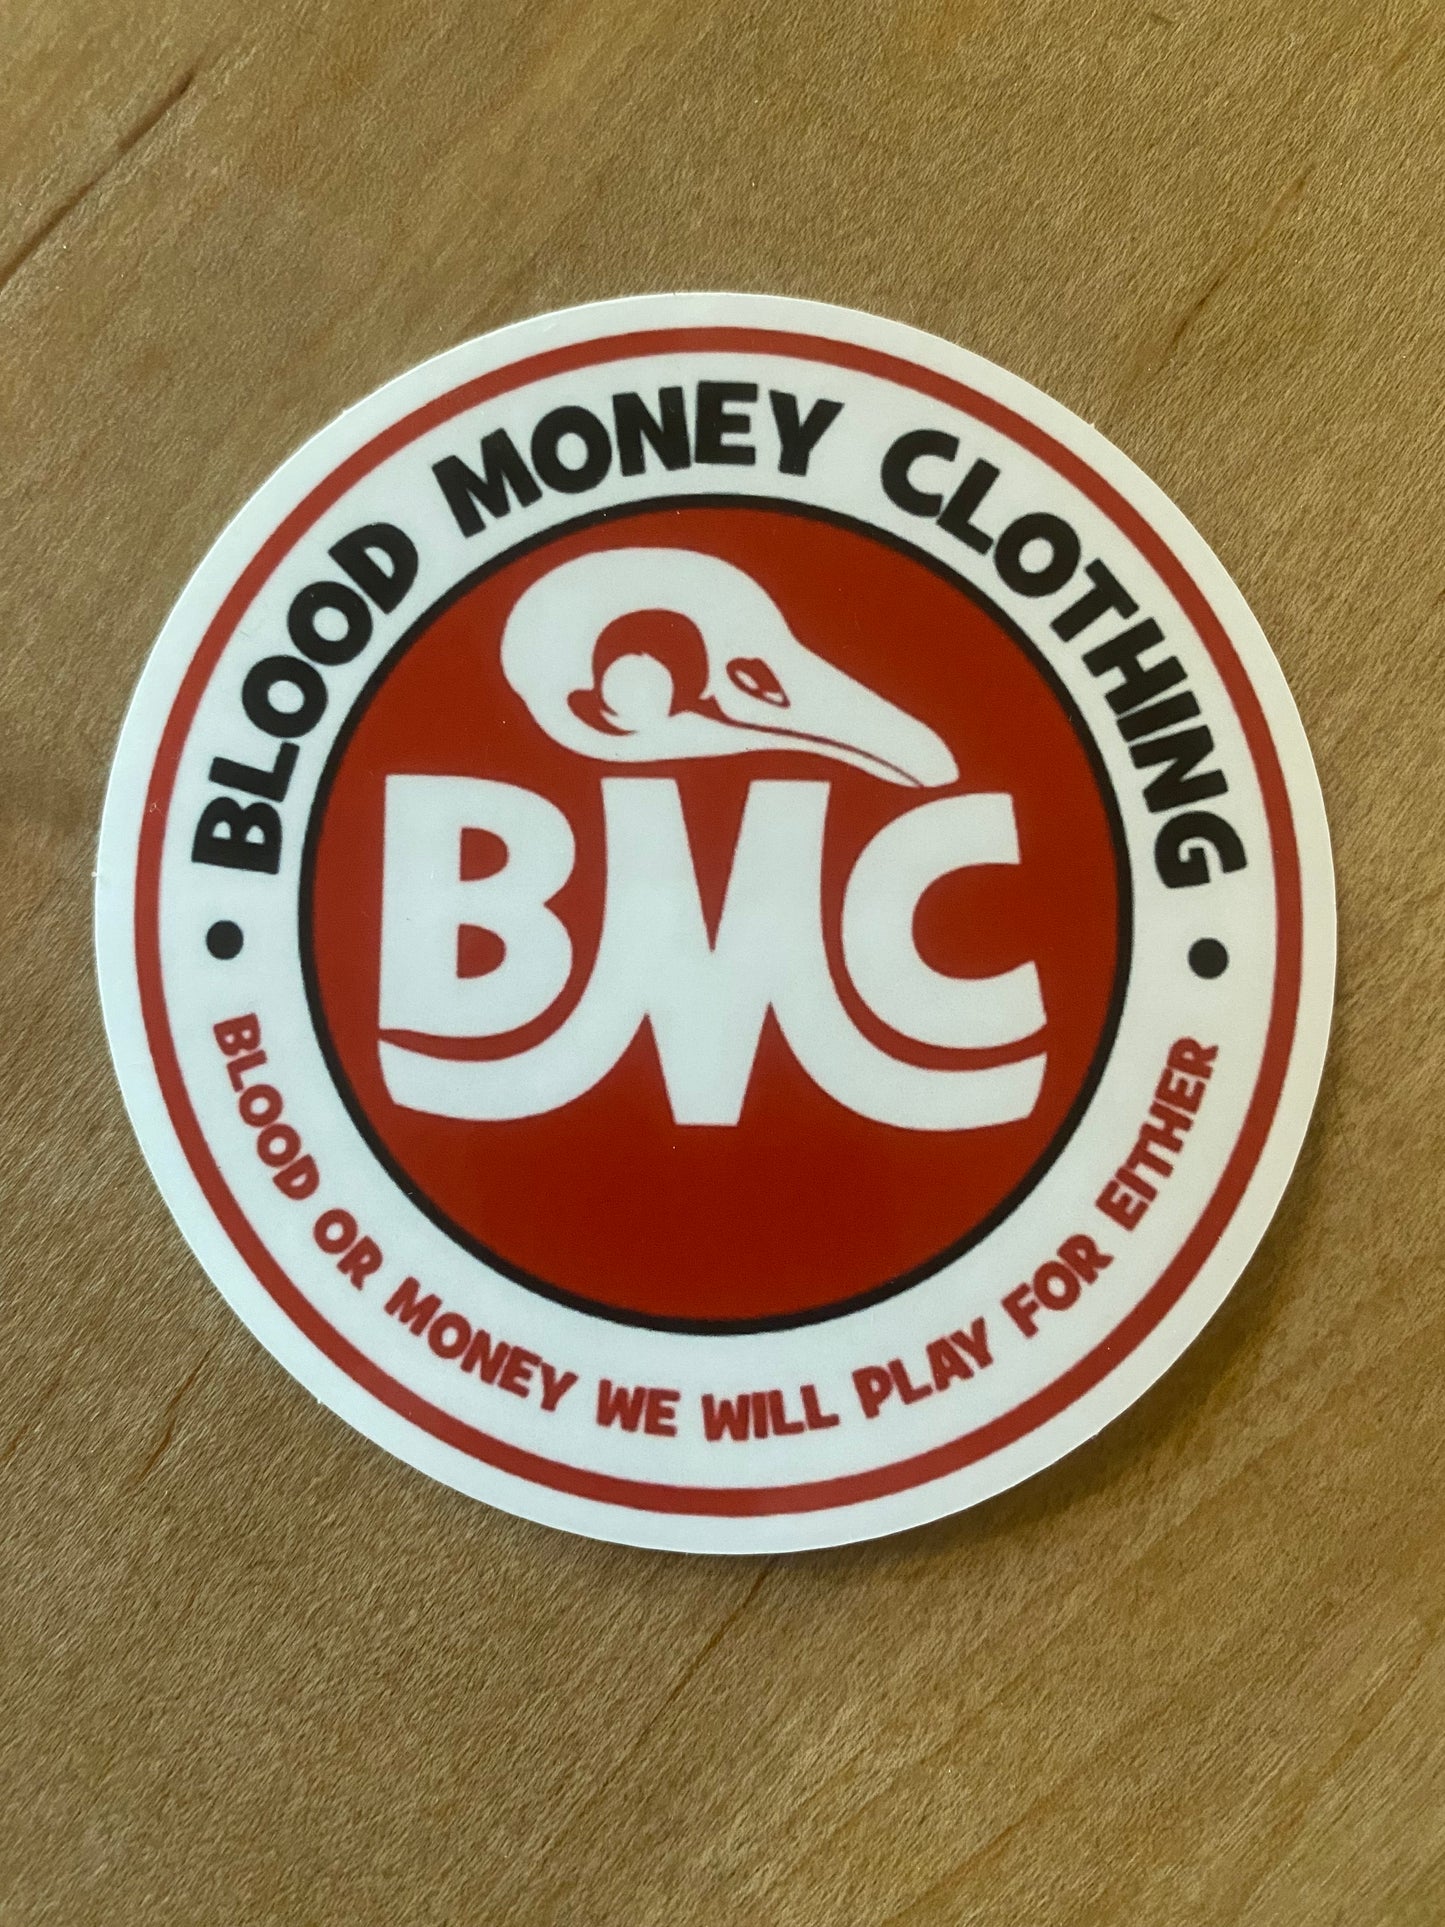 BLOOD MONEY CLOTHING
BMC
BLOOD OR MONEY WE WILL PLAY FOR EITHER